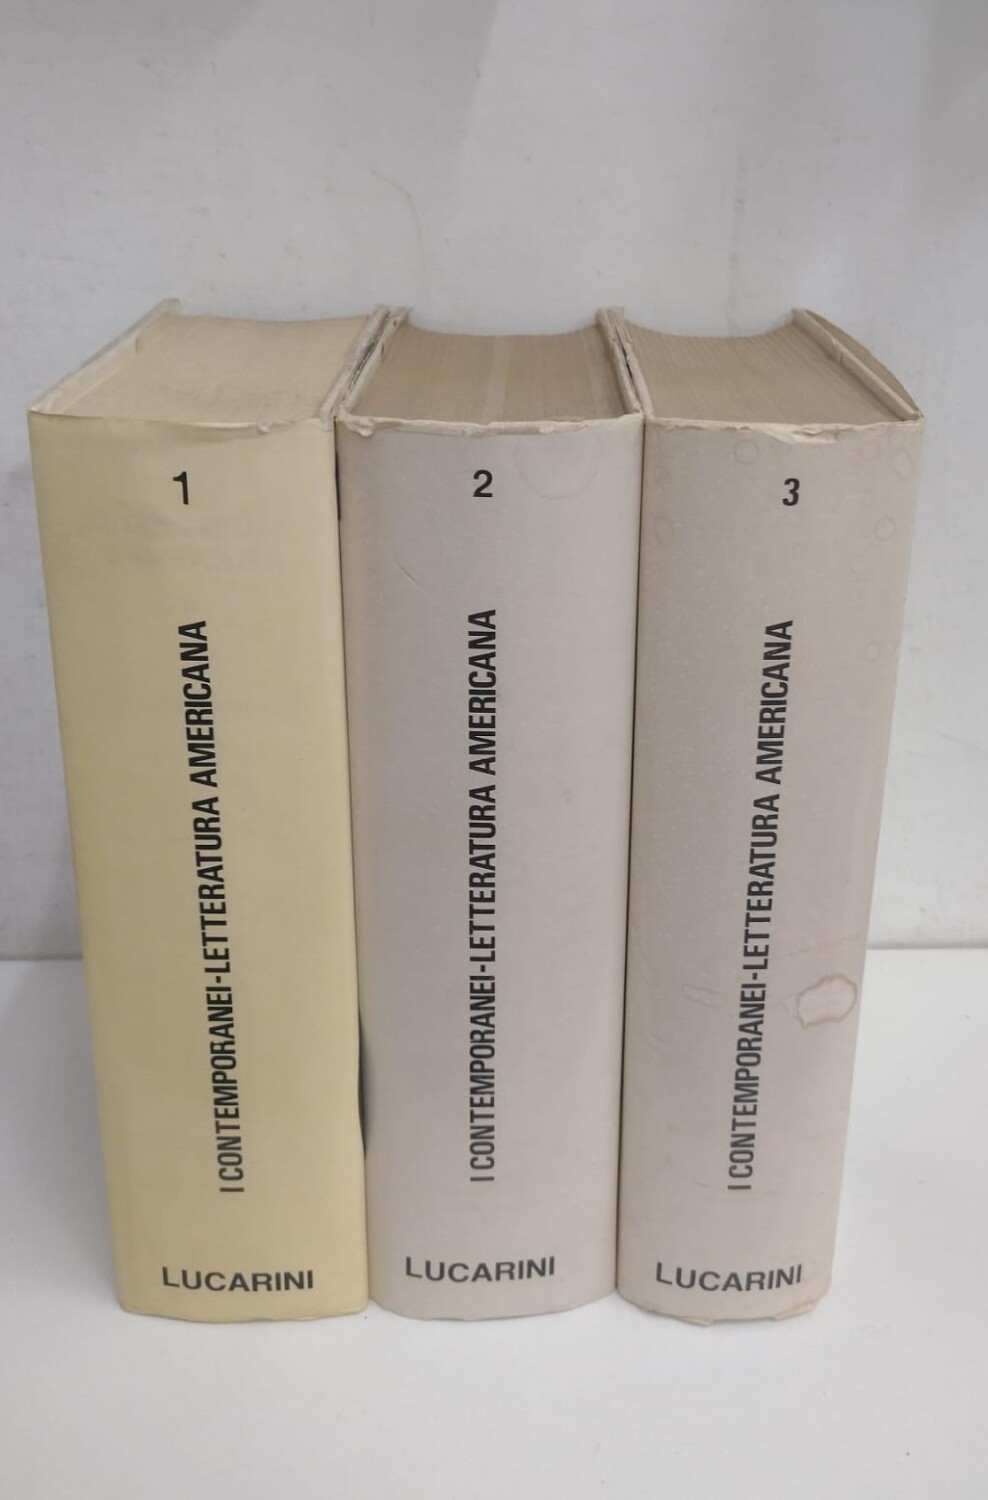 1
I CONTEMPORANEI-LETTERATURA AMERICANA
LUCARINI
2
I CONTEMPORANEI-LETTERATURA AMERICANA
LUCARINI
3
I CONTEMPORANEI-LETTERATURA AMERICANA
LUCARINI